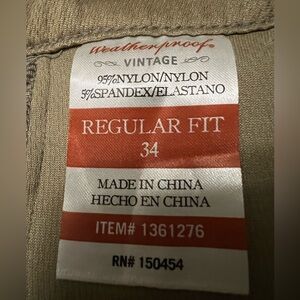 Weatherproof®
VINTAGE
95%NYLON/NYLON
5%SPANDEX/ELASTANO
REGULAR FIT
34
MADE IN CHINA
HECHO EN CHINA
ITEM# 1361276
RN# 150454